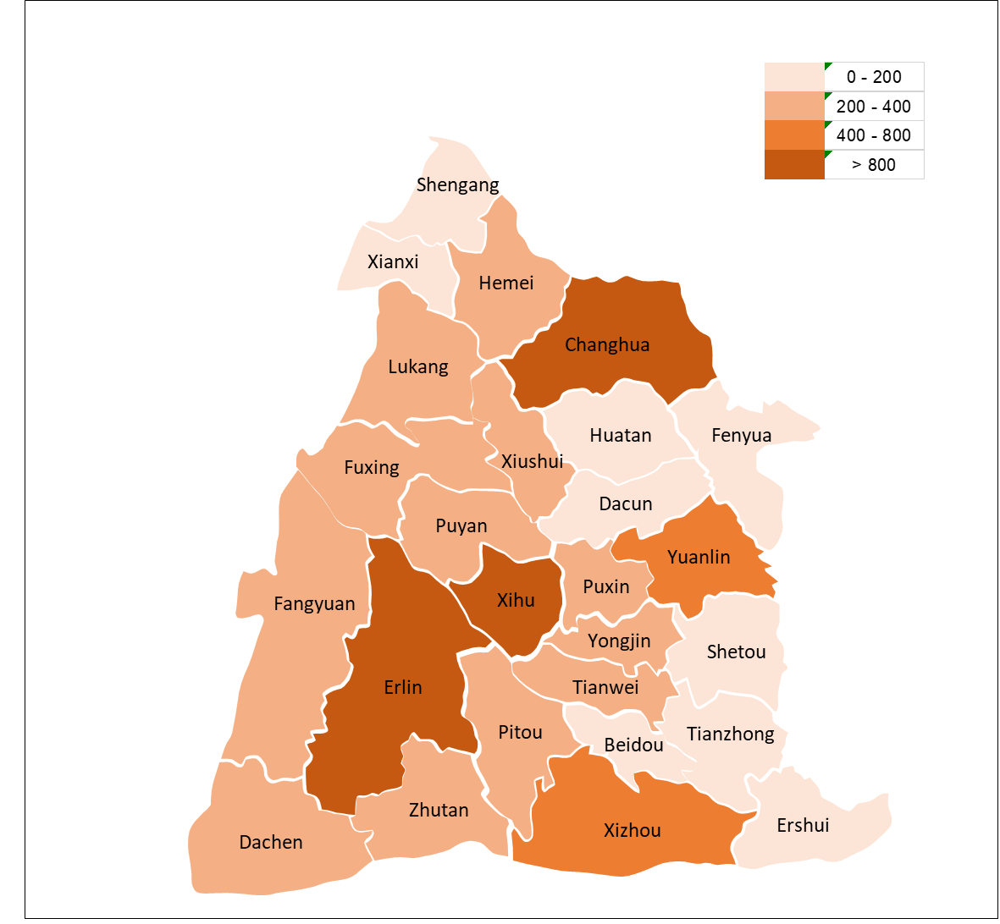 0 - 200
200 - 400
400 - 800
> 800
Shengang
Xianxi
Hemei
Changhua
Lukang
Huatan
Fenyua
Xiushui
Fuxing
Dacun
Puyan
Yuanlin
Puxin
Xihu
Fangyuan
Yongjin
Shetou
Erlin
Tianwei
Pitou
Tianzhong
Beidou
Zhutan
Ershui
Xizhou
Dachen